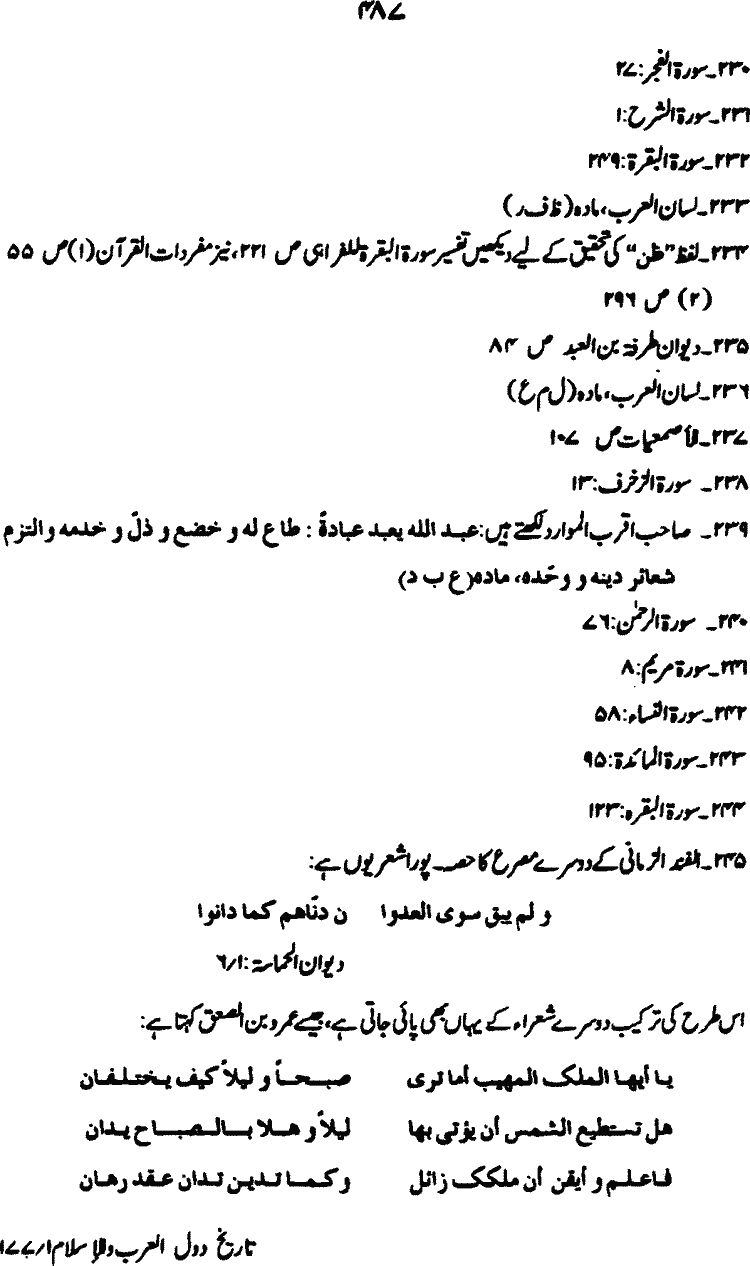 ۴۸۷
۲۳۰۔سورۃ الفجر:۲۷
۲۳۱۔سورۃ الشرح:۱
۲۳۲۔سورۃ البقرۃ:۲۴۹
۲۳۳۔لسان العرب، مادہ (ظ ف ر)
۲۳۴۔لفظ ”ظن“ کی تحقیق کے لیے دیکھیں تفسیر سورۃ البقرۃ للفراہی ص ۲۲۱، نیز مفردات القرآن (۱) ص ۵۵
(۲) ص ۲۹۶
۲۳۵۔دیوان طرفۃ بن العبد ص ۸۴
۲۳۶۔لسان العرب، مادہ (ل م ع)
۲۳۷۔الأصمعیات ص ۱۰۷
۲۳۸۔ سورۃ الزخرف:۱۳
۲۳۹۔ صاحب اقرب الموارد لکھتے ہیں: عبد الله يعبد عبادةً : طاع له و خضع و ذلّ و خدمه والتزم
شعائر دينه و وحّده، مادہ (ع ب د)
۲۴۰۔ سورۃ الرحمٰن:۷۶
۲۴۱۔سورۃ مریم:۸
۲۴۲۔سورۃ النساء:۵۸
۲۴۳۔سورۃ المائدۃ:۹۵
۲۴۴۔سورۃ البقرہ:۱۲۳
۲۴۵۔الفند الزمانی کے دوسرے مصرع کا حصہ۔ پورا شعر یوں ہے:
و لم يبق سوى العدوا ن دنّاهم كما دانوا
دیوان الحماسۃ:۶/۱
اس طرح کی ترکیب دوسرے شعراء کے یہاں بھی پائی جاتی ہے، جیسے عمرو بن الصعق کہتا ہے:
يا أيها الملك المهيب أما ترى صبحاً و ليلاً كيف يختلفان
هل تستطيع الشمس أن يؤتى بها ليلاً و هلا بالصباح يدان
فاعلم و أيقن أن ملكك زائل وكما تدين تدان عقد رهان
تاریخ دول العرب والإسلام ۱۷۷/۱